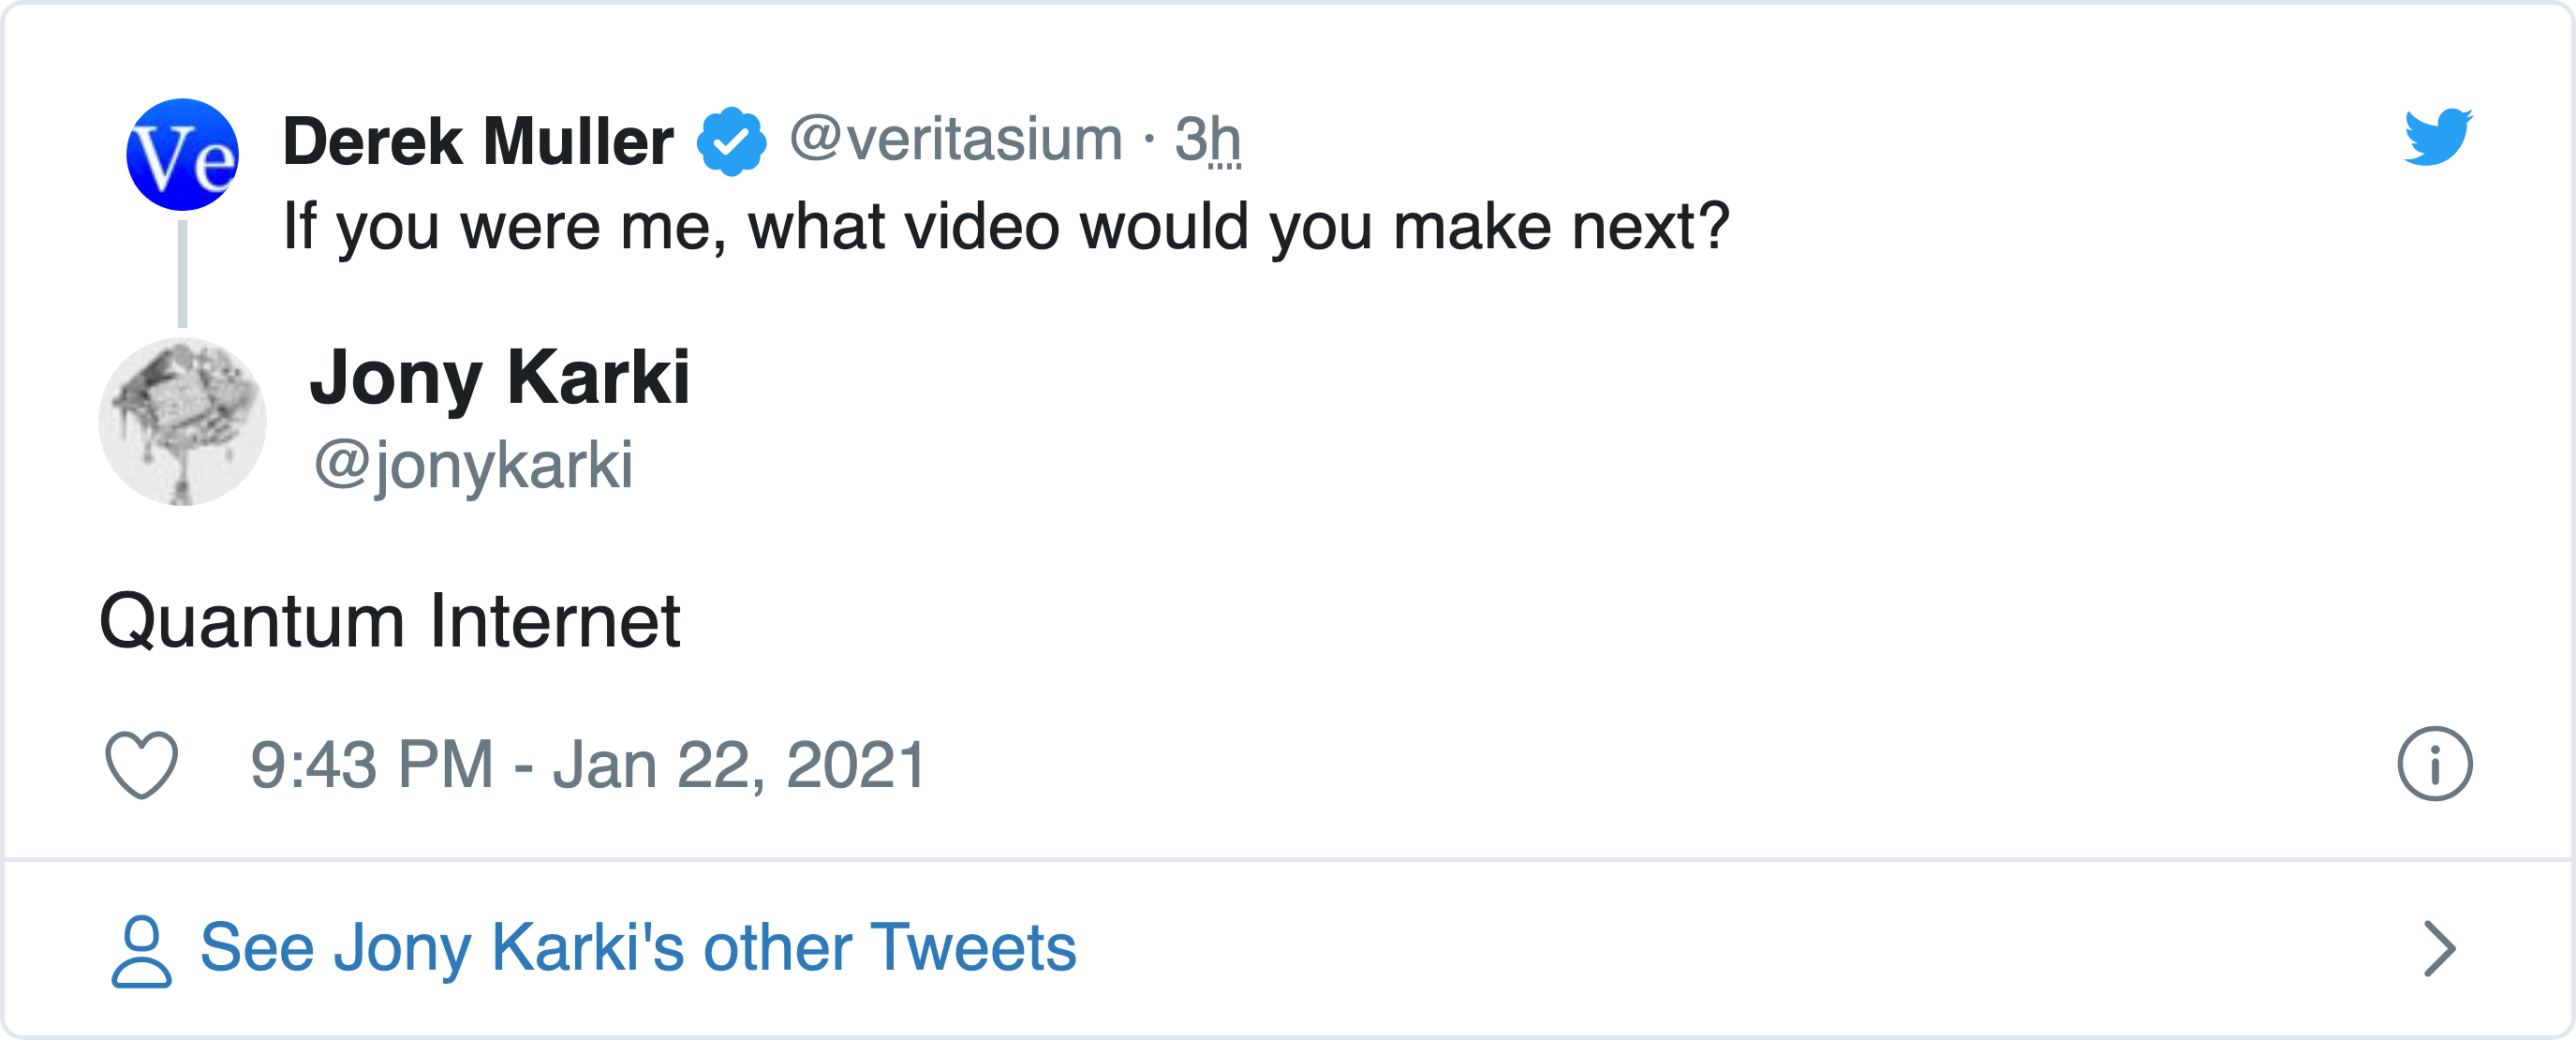 Ve
Derek Muller @veritasium · 3h
If you were me, what video would you make next?
Jony Karki
@jonykarki
Quantum Internet
9:43 PM - Jan 22, 2021
See Jony Karki's other Tweets